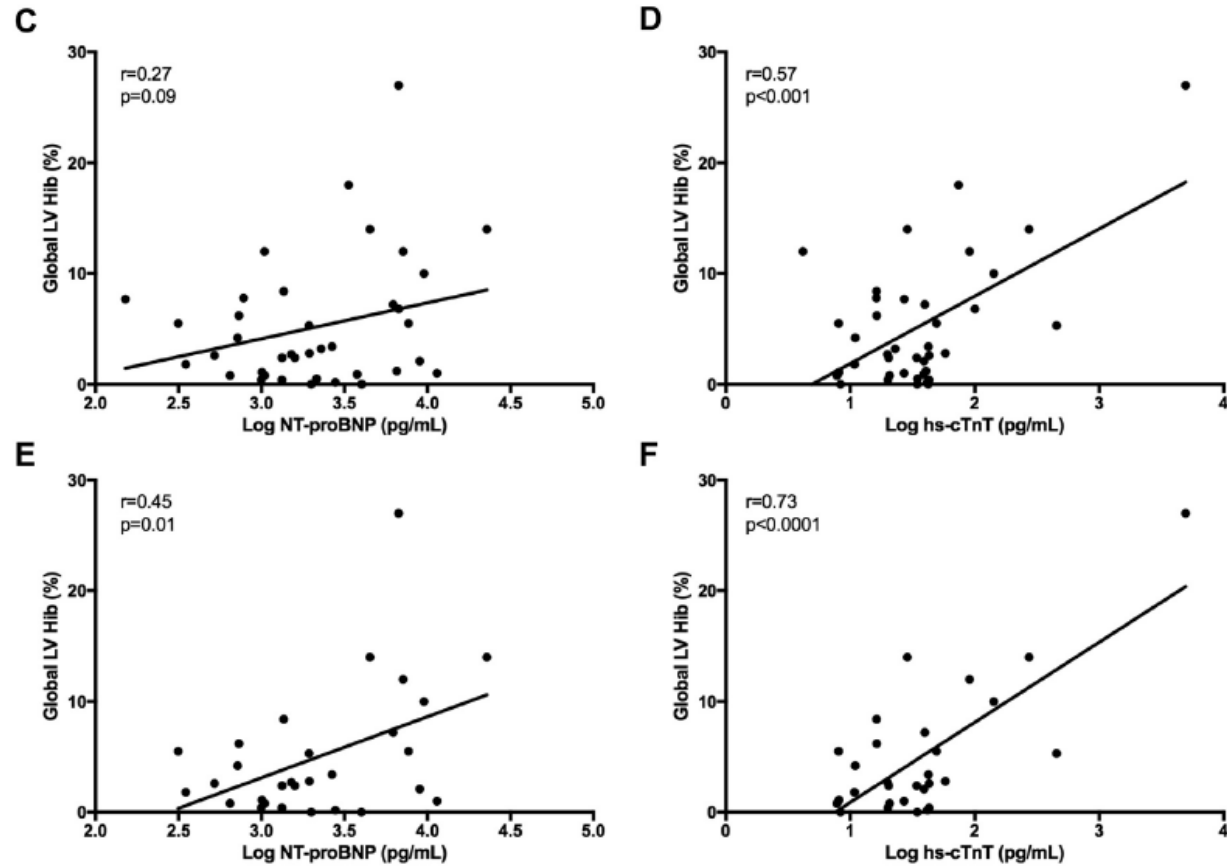 C
r=0.27
p=0.09
Global LV Hib (%)
30
20
10
0
2.0 2.5 3.0 3.5 4.0 4.5 5.0
Log NT-proBNP (pg/mL)
D
r=0.57
p<0.001
Global LV Hib (%)
30
20
10
0
0 1 2 3 4
Log hs-cTnT (pg/mL)
E
r=0.45
p=0.01
Global LV Hib (%)
30
20
10
0
2.0 2.5 3.0 3.5 4.0 4.5 5.0
Log NT-proBNP (pg/mL)
F
r=0.73
p<0.0001
Global LV Hib (%)
30
20
10
0
0 1 2 3 4
Log hs-cTnT (pg/mL)